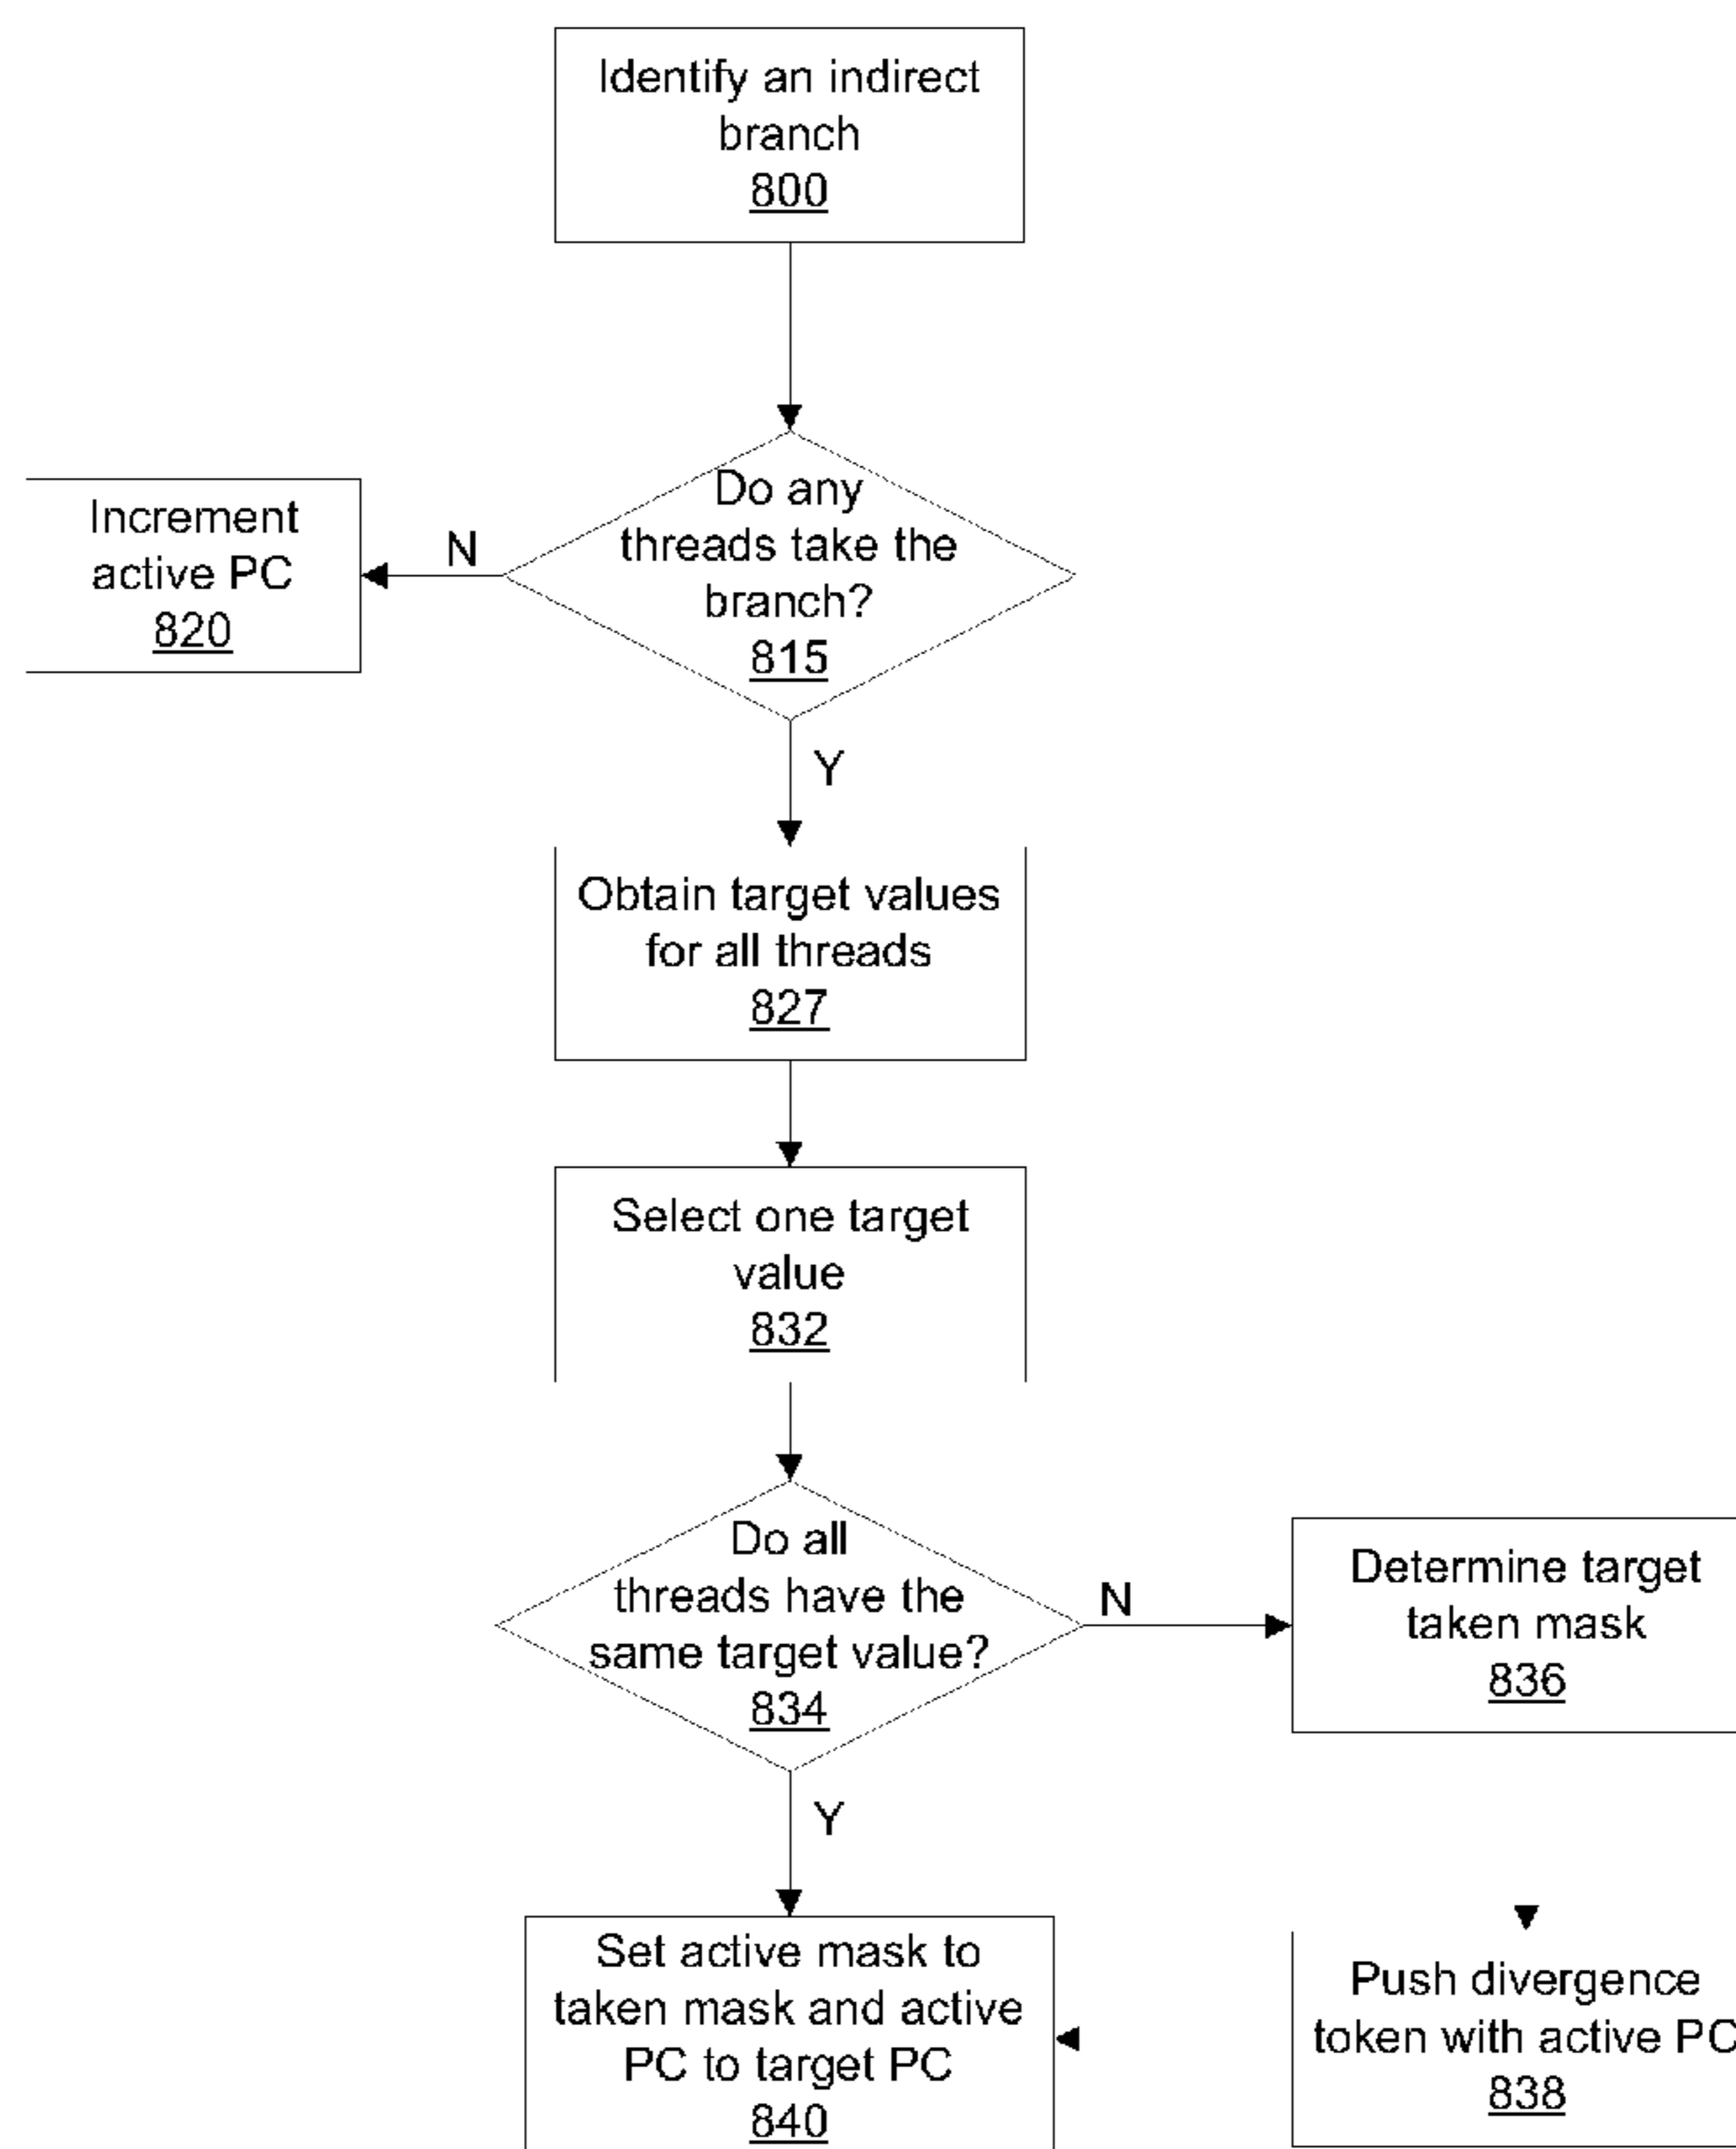 Identify an indirect
branch
800
Do any
threads take the
branch?
815
N
Increment
active PC
820
Y
Obtain target values
for all threads
827
Select one target
value
832
Do all
threads have the
same target value?
834
N
Determine target
taken mask
836
Y
Set active mask to
taken mask and active
PC to target PC
840
Push divergence
token with active PC
838